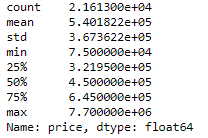 count    2.161300e+04
mean     5.401822e+05
std      3.673622e+05
min      7.500000e+04
25%      3.219500e+05
50%      4.500000e+05
75%      6.450000e+05
max      7.700000e+06
Name: price, dtype: float64